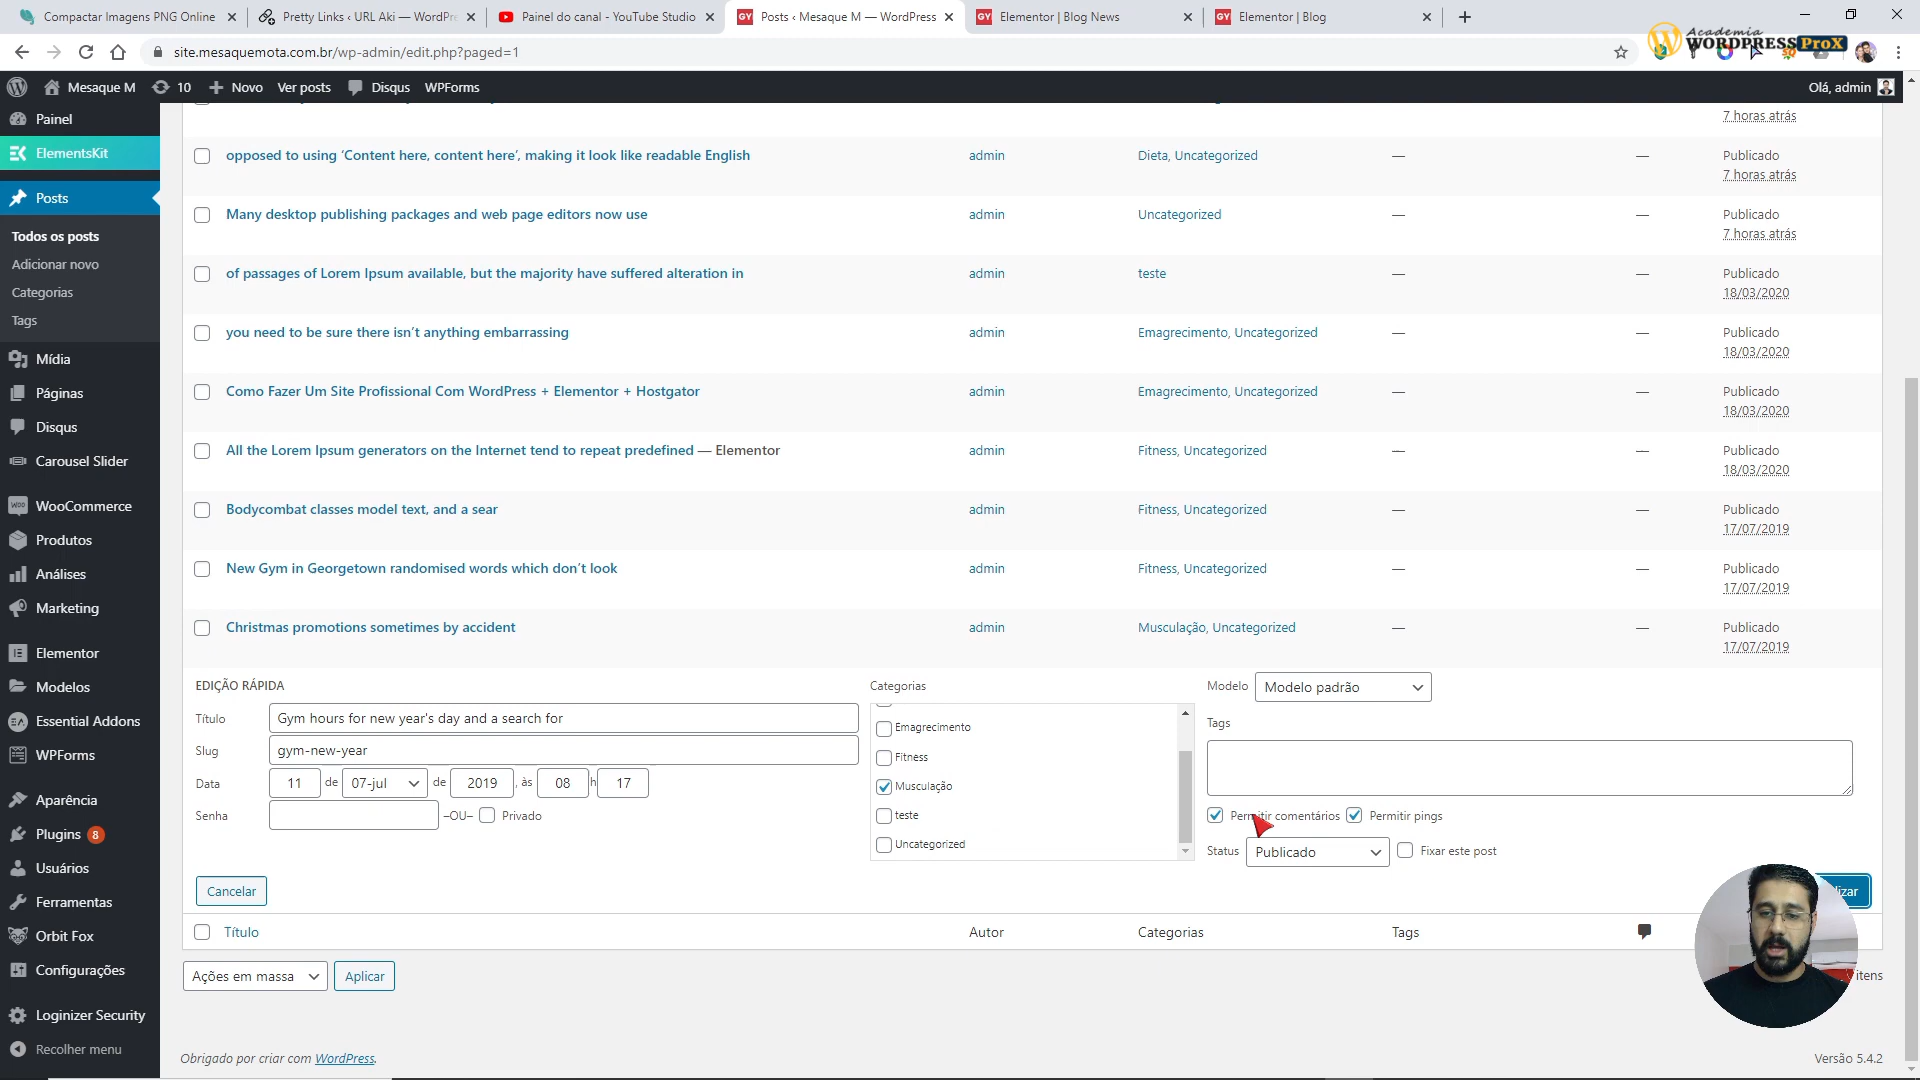 Compactar Imagens PNG Online
Pretty Links ‹ URL Aki — WordPre
Painel do canal - YouTube Studio
GY Posts ‹ Mesaque M — WordPress
GY Elementor | Blog News
GY Elementor | Blog
site.mesaquemota.com.br/wp-admin/edit.php?paged=1
Academia
WORDPRESS ProX
Mesaque M
10
Novo
Ver posts
Disqus
WPForms
Olá, admin
Painel
ElementsKit
Posts
Todos os posts
Adicionar novo
Categorias
Tags
Mídia
Páginas
Disqus
Carousel Slider
WooCommerce
Produtos
Análises
Marketing
Elementor
Modelos
Essential Addons
WPForms
Aparência
Plugins 8
Usuários
Ferramentas
Orbit Fox
Configurações
Loginizer Security
Recolher menu
7 horas atrás
opposed to using ‘Content here, content here’, making it look like readable English admin Dieta, Uncategorized — — Publicado
7 horas atrás
Many desktop publishing packages and web page editors now use admin Uncategorized — — Publicado
7 horas atrás
of passages of Lorem Ipsum available, but the majority have suffered alteration in admin teste — — Publicado
18/03/2020
you need to be sure there isn’t anything embarrassing admin Emagrecimento, Uncategorized — — Publicado
18/03/2020
Como Fazer Um Site Profissional Com WordPress + Elementor + Hostgator admin Emagrecimento, Uncategorized — — Publicado
18/03/2020
All the Lorem Ipsum generators on the Internet tend to repeat predefined — Elementor admin Fitness, Uncategorized — — Publicado
18/03/2020
Bodycombat classes model text, and a sear admin Fitness, Uncategorized — — Publicado
17/07/2019
New Gym in Georgetown randomised words which don’t look admin Fitness, Uncategorized — — Publicado
17/07/2019
Christmas promotions sometimes by accident admin Musculação, Uncategorized — — Publicado
17/07/2019
EDIÇÃO RÁPIDA
Título Gym hours for new year's day and a search for
Slug gym-new-year
Data 11 de 07-jul de 2019 , às 08 h 17
Senha –OU– Privado
Categorias
Emagrecimento
Fitness
Musculação
teste
Uncategorized
Modelo Modelo padrão
Tags
Permitir comentários Permitir pings
Status Publicado Fixar este post
Cancelar
izar
Título Autor Categorias Tags
Ações em massa Aplicar
itens
Obrigado por criar com WordPress.
Versão 5.4.2